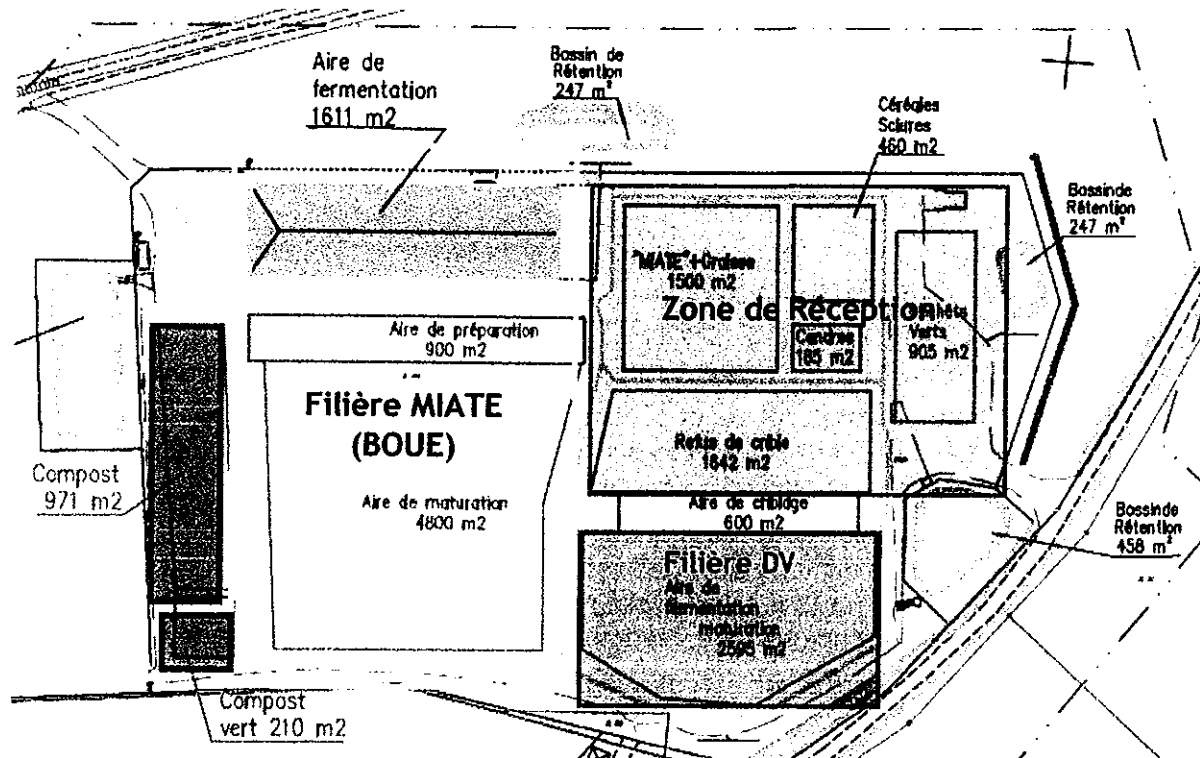 Aire de
fermentation
1611 m2
Bassin de
Rétention
247 m²
Céréales
Sciures
460 m2
Bassinde
Rétention
247 m²
"MIATE"+Graisse
1500 m2
Zone de Réception
Verts
905 m2
Cendres
185 m2
Aire de préparation
900 m2
Filière MIATE
(BOUE)
Refus de crible
1642 m2
Compost
971 m2
Aire de maturation
4800 m2
Aire de criblage
600 m2
Bassinde
Rétention
458 m²
Filière DV
Aire de
fermentation
maturation
2595 m2
Compost
vert 210 m2